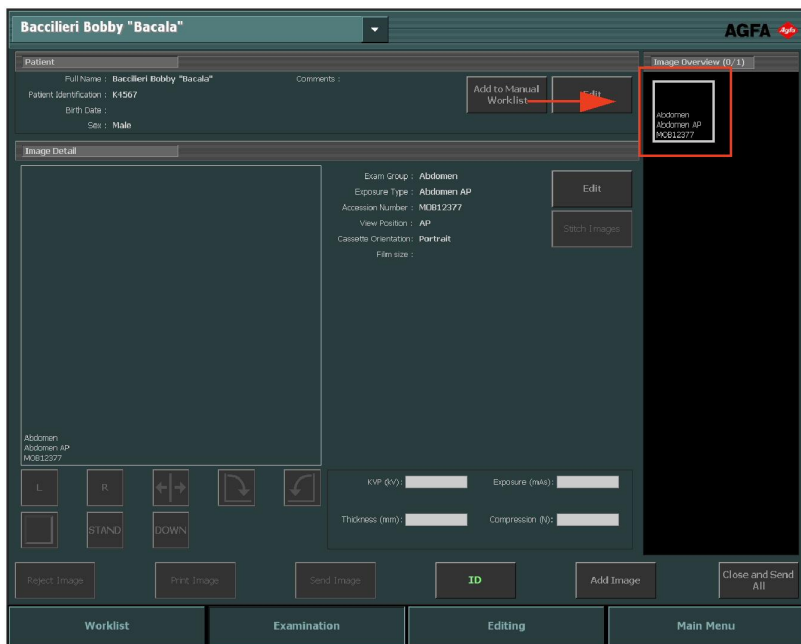 Baccilieri Bobby "Bacala"
AGFA Agfa
Patient
Full Name : Baccilieri Bobby "Bacala"
Patient Identification : K4567
Birth Date :
Sex : Male
Comments :
Add to Manual
Worklist
Edit
Image Overview (0/1)
Abdomen
Abdomen AP
MOB12377
Image Detail
Abdomen
Abdomen AP
MOB12377
Exam Group : Abdomen
Exposure Type : Abdomen AP
Accession Number : MOB12377
View Position : AP
Cassette Orientation: Portrait
Film size :
Edit
Stitch Images
L
R
STAND
DOWN
KVP (kV):
Exposure (mAs):
Thickness (mm):
Compression (N):
Reject Image
Print Image
Send Image
ID
Add Image
Close and Send
All
Worklist
Examination
Editing
Main Menu